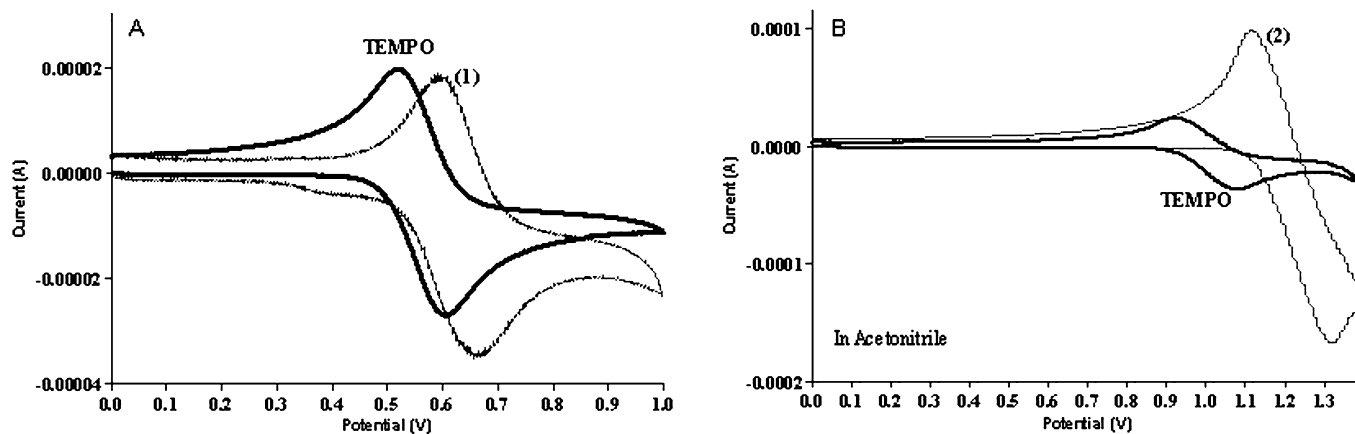 A
TEMPO
(1)
0.00002
0.00000
-0.00002
-0.00004
Current (A)
0.0 0.1 0.2 0.3 0.4 0.5 0.6 0.7 0.8 0.9 1.0
Potential (V)
B
(2)
TEMPO
In Acetonitrile
0.0001
0.0000
-0.0001
-0.0002
Current (A)
0.0 0.1 0.2 0.3 0.4 0.5 0.6 0.7 0.8 0.9 1.0 1.1 1.2 1.3
Potential (V)